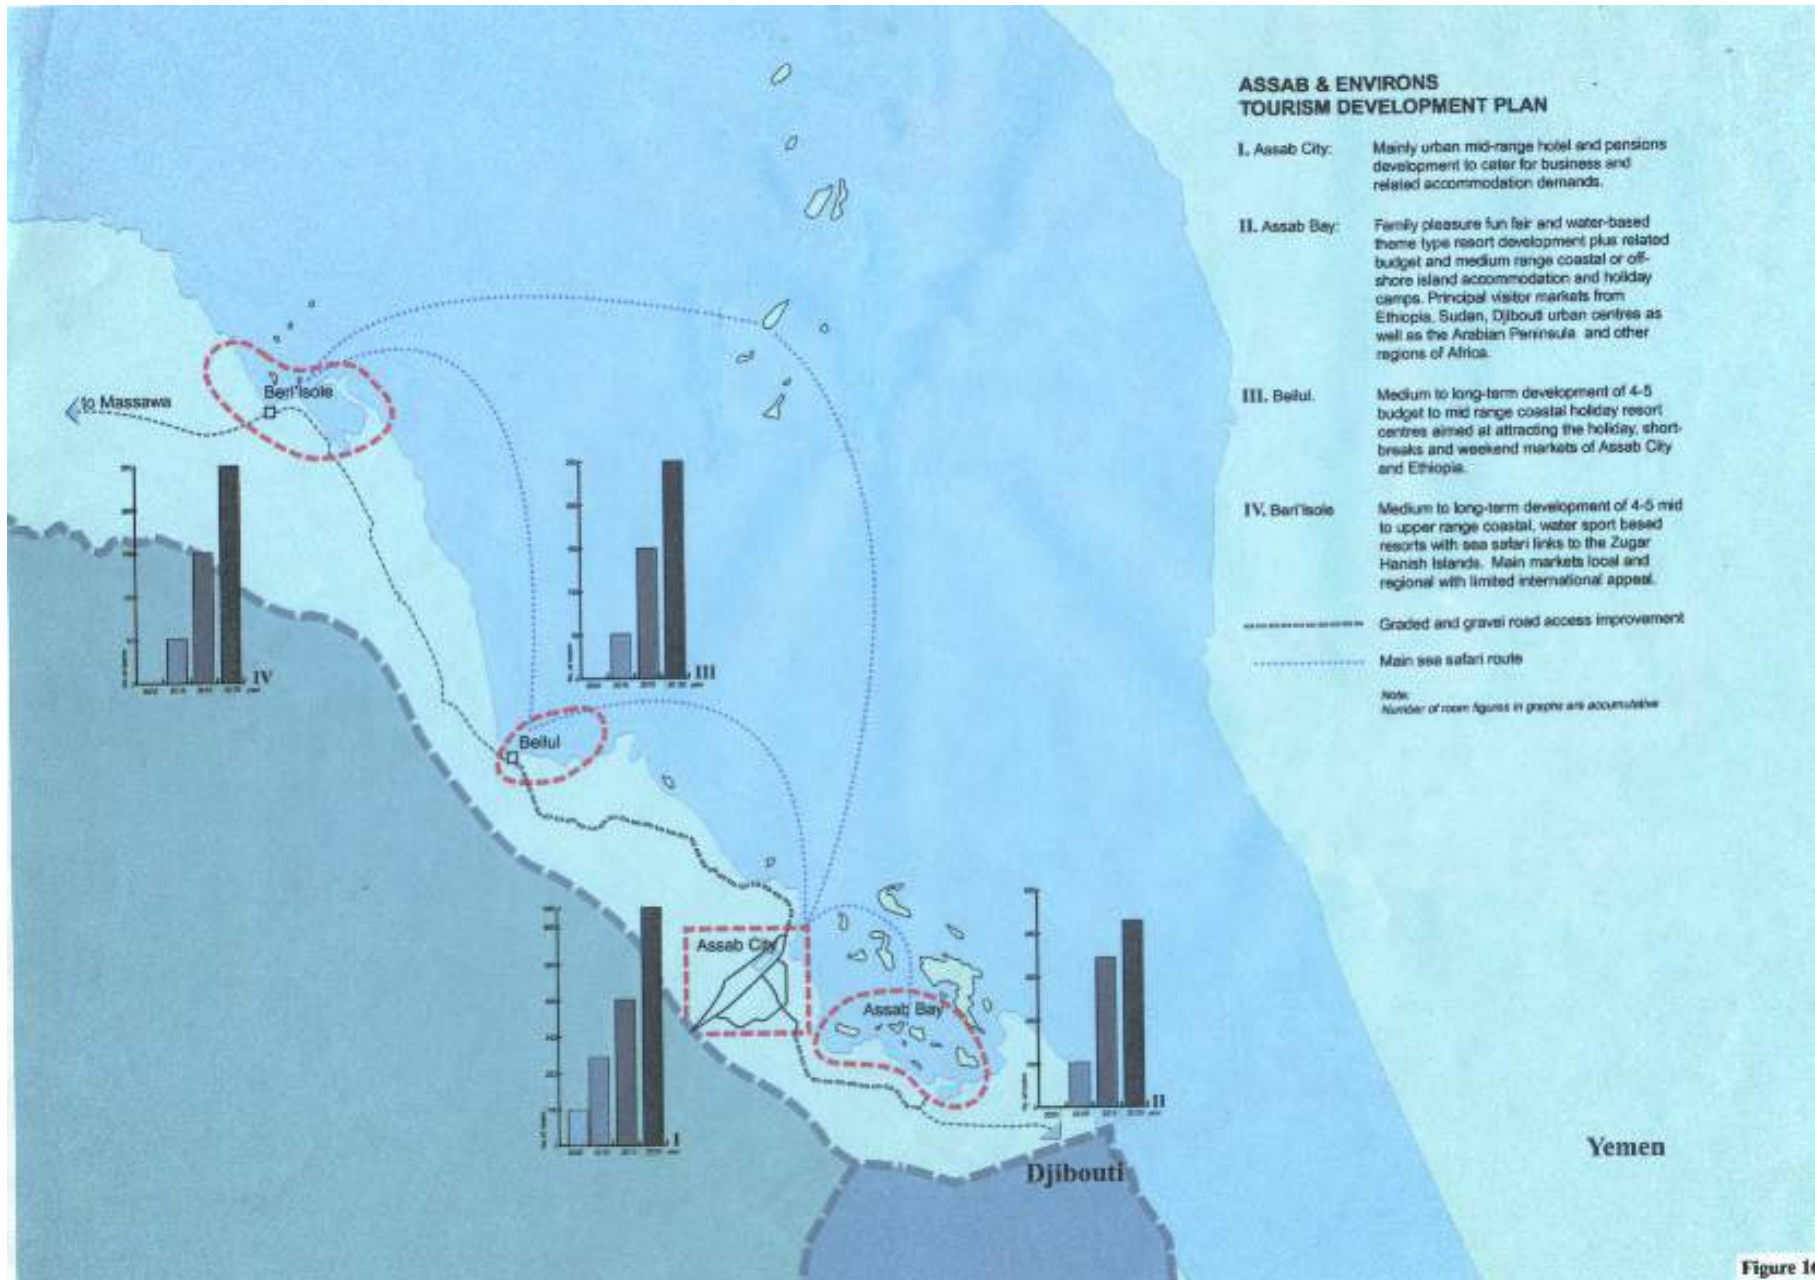 ASSAB & ENVIRONS
TOURISM DEVELOPMENT PLAN
I. Assab City: Mainly urban mid-range hotel and pensions
development to cater for business and
related accommodation demands.
II. Assab Bay: Family pleasure fun fair and water-based
theme type resort development plus related
budget and medium range coastal or off-
shore island accommodation and holiday
camps. Principal visitor markets from
Ethiopia, Sudan, Djibouti urban centres as
well as the Arabian Peninsula and other
regions of Africa.
III. Beilul. Medium to long-term development of 4-5
budget to mid range coastal holiday resort
centres aimed at attracting the holiday, short-
breaks and weekend markets of Assab City
and Ethiopia.
IV. Berl'Isole Medium to long-term development of 4-5 mid
to upper range coastal, water sport based
resorts with sea safari links to the Zugar
Hanish Islands. Main markets local and
regional with limited international appeal.
Graded and gravel road access improvement
Main sea safari route
Note:
Number of room figures in graphs are accumulative
to Massawa
Berl'Isole
IV
III
Beilul
Assab City
Assab Bay
I
II
Djibouti
Yemen